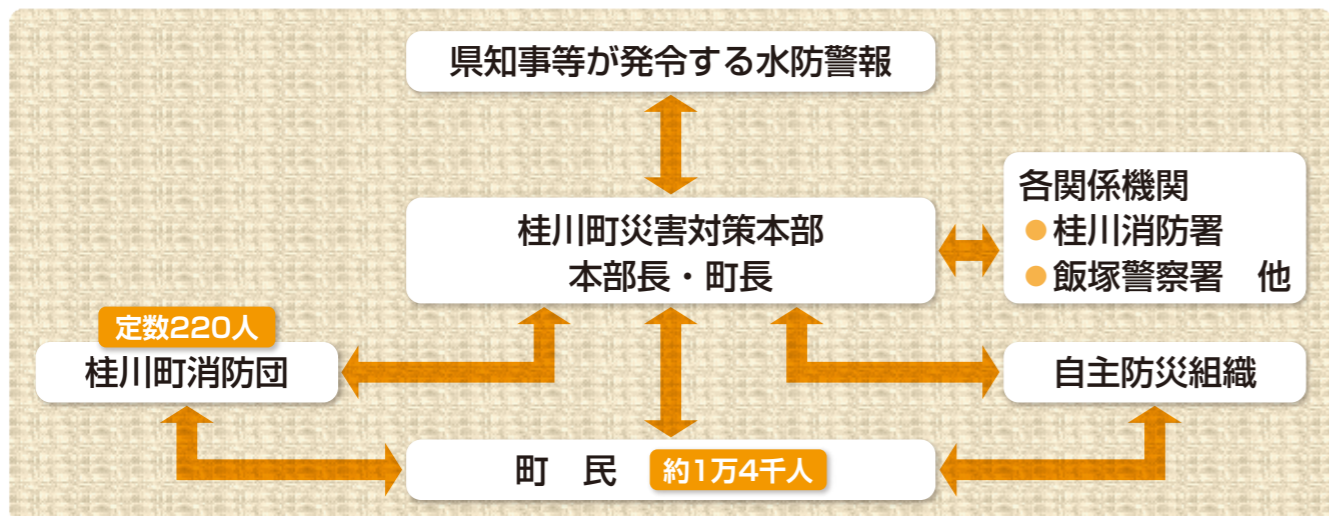 県知事等が発令する水防警報
桂川町災害対策本部
本部長・町長
各関係機関
●桂川消防署
●飯塚警察署　他
定数220人
桂川町消防団
自主防災組織
町　民
約1万4千人